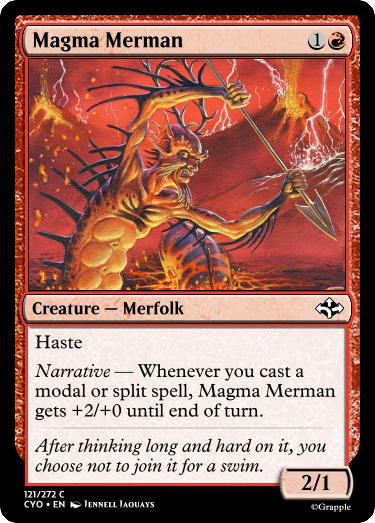 Magma Merman 1
Creature — Merfolk
Haste
Narrative — Whenever you cast a
modal or split spell, Magma Merman
gets +2/+0 until end of turn.
After thinking long and hard on it, you
choose not to join it for a swim.
2/1
121/272 C
CYO • EN Jennell Jaquays
©Grapple